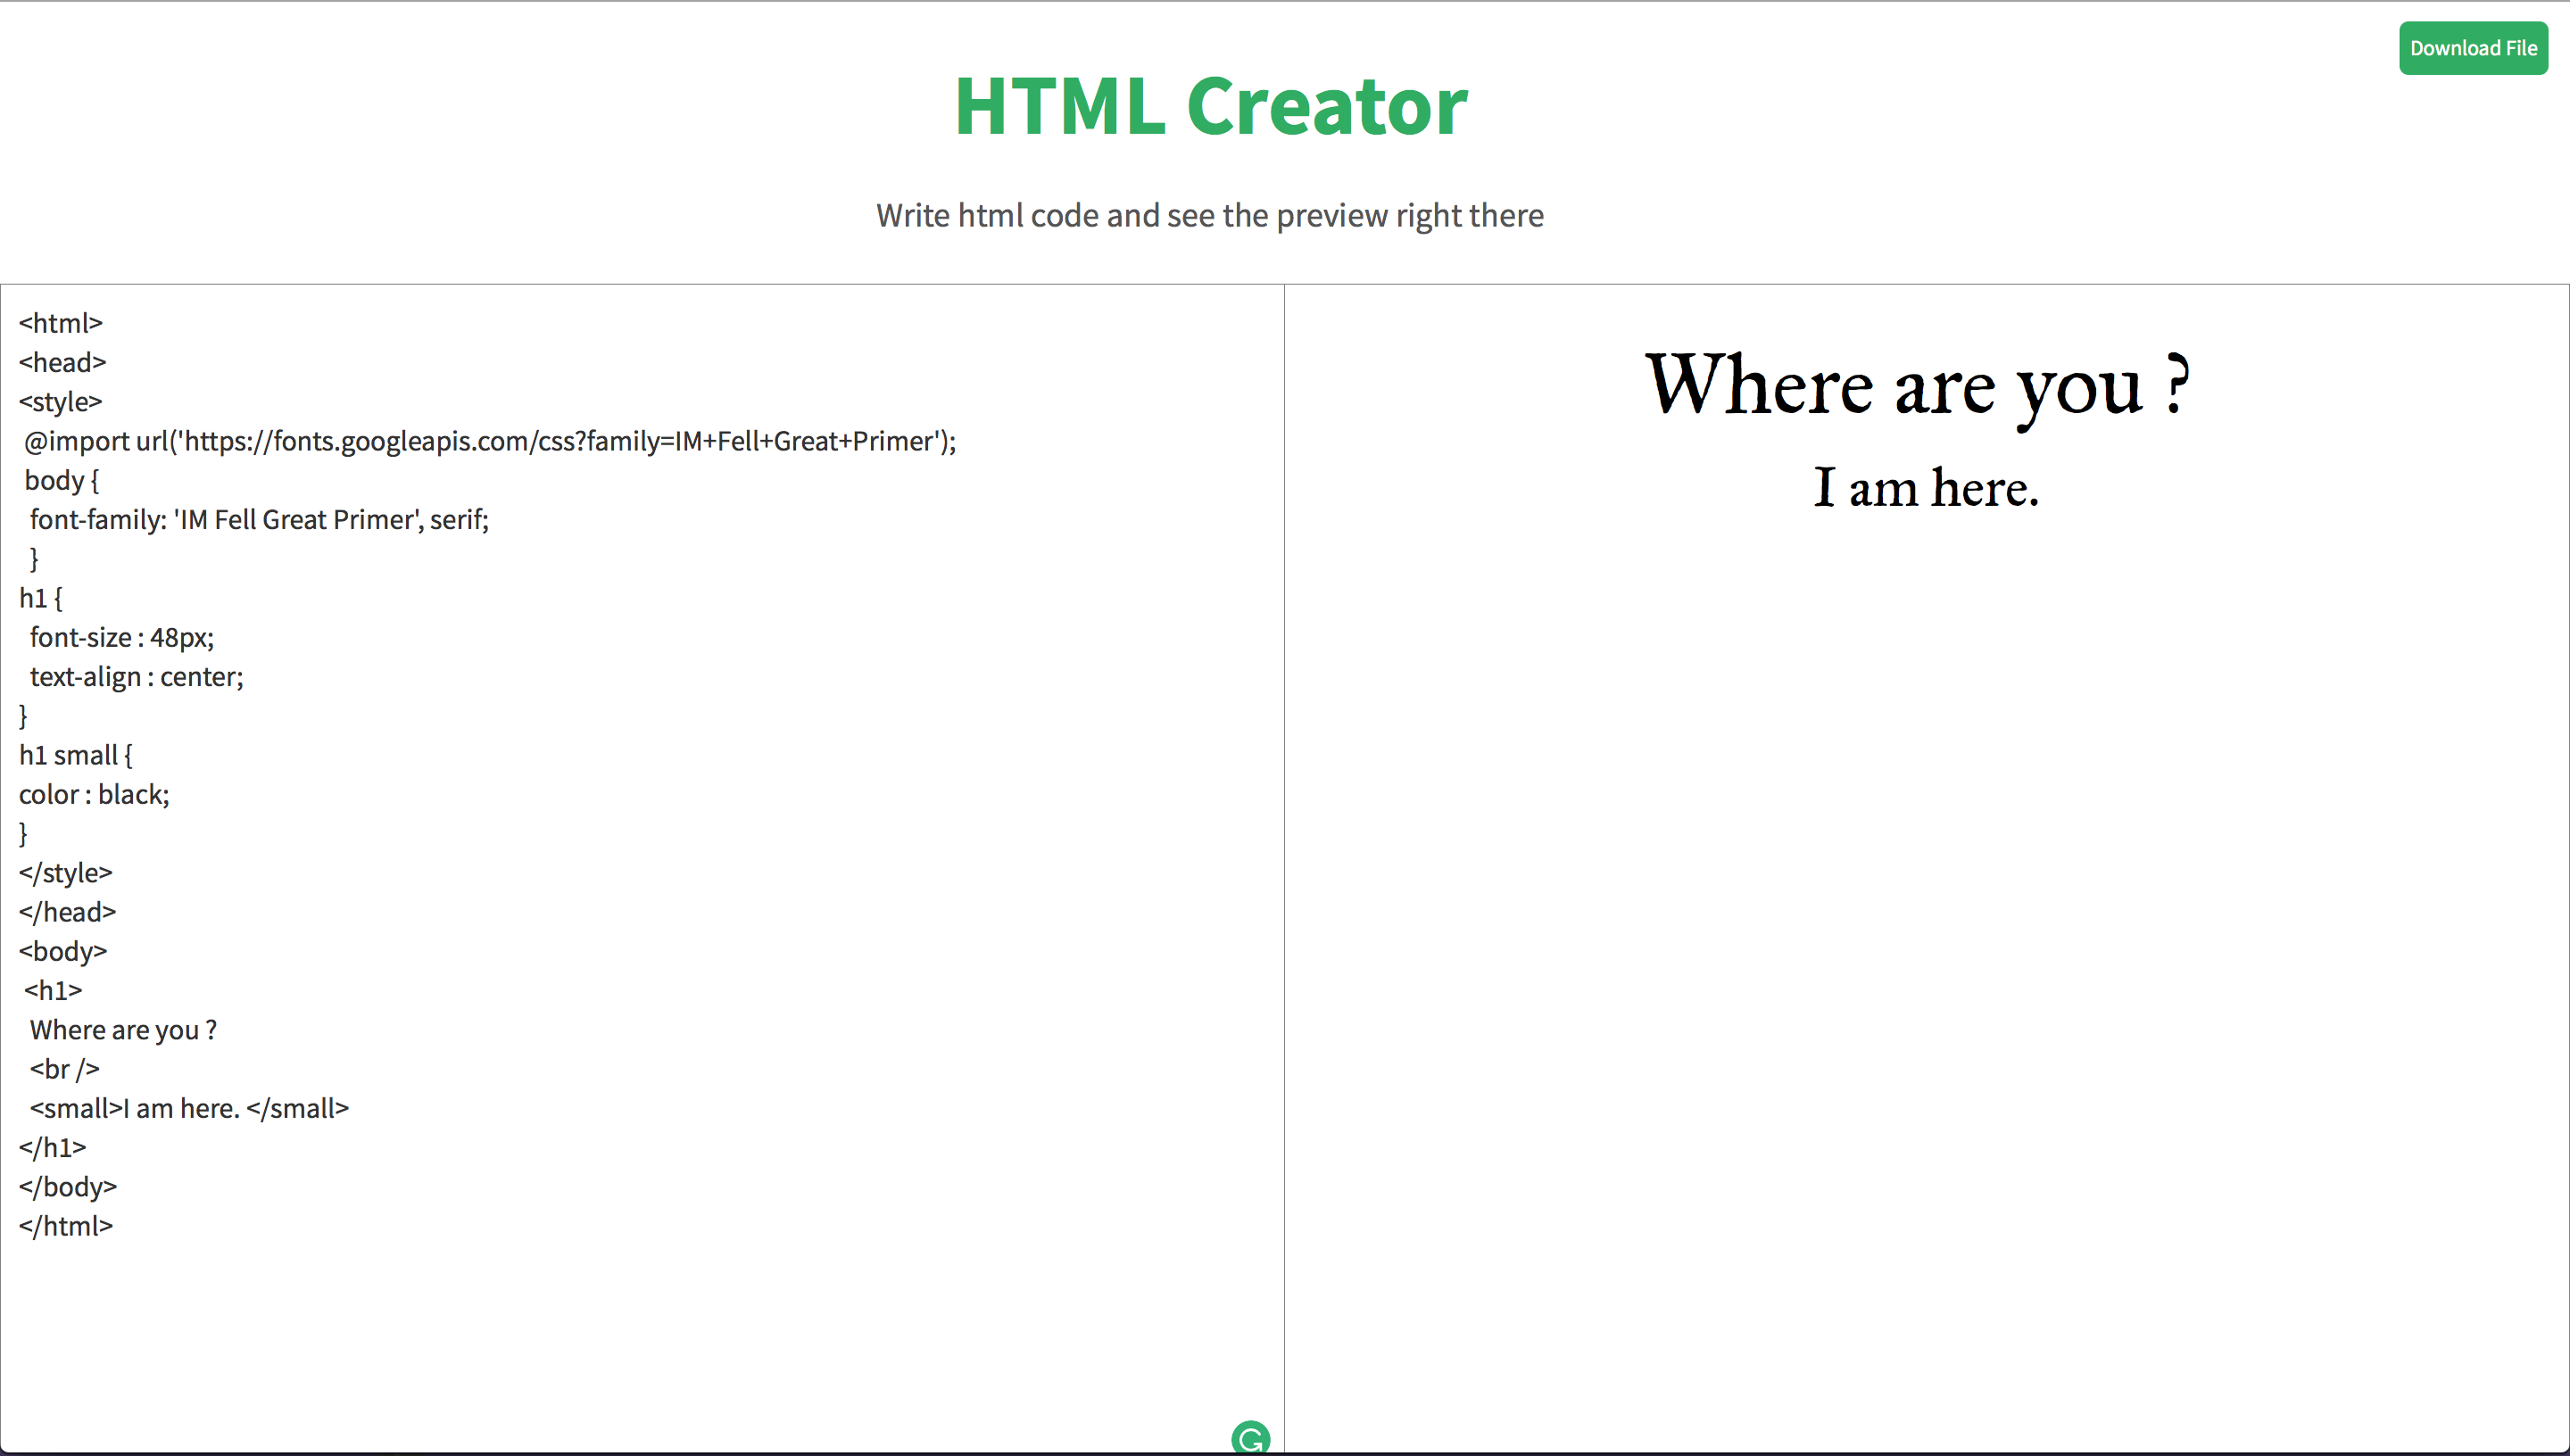 Download File
HTML Creator
Write html code and see the preview right there
<html>
<head>
<style>
@import url('https://fonts.googleapis.com/css?family=IM+Fell+Great+Primer');
body {
font-family: 'IM Fell Great Primer', serif;
}
h1 {
font-size : 48px;
text-align : center;
}
h1 small {
color : black;
}
</style>
</head>
<body>
<h1>
Where are you ?
<br />
<small>I am here. </small>
</h1>
</body>
</html>
Where are you ?
I am here.